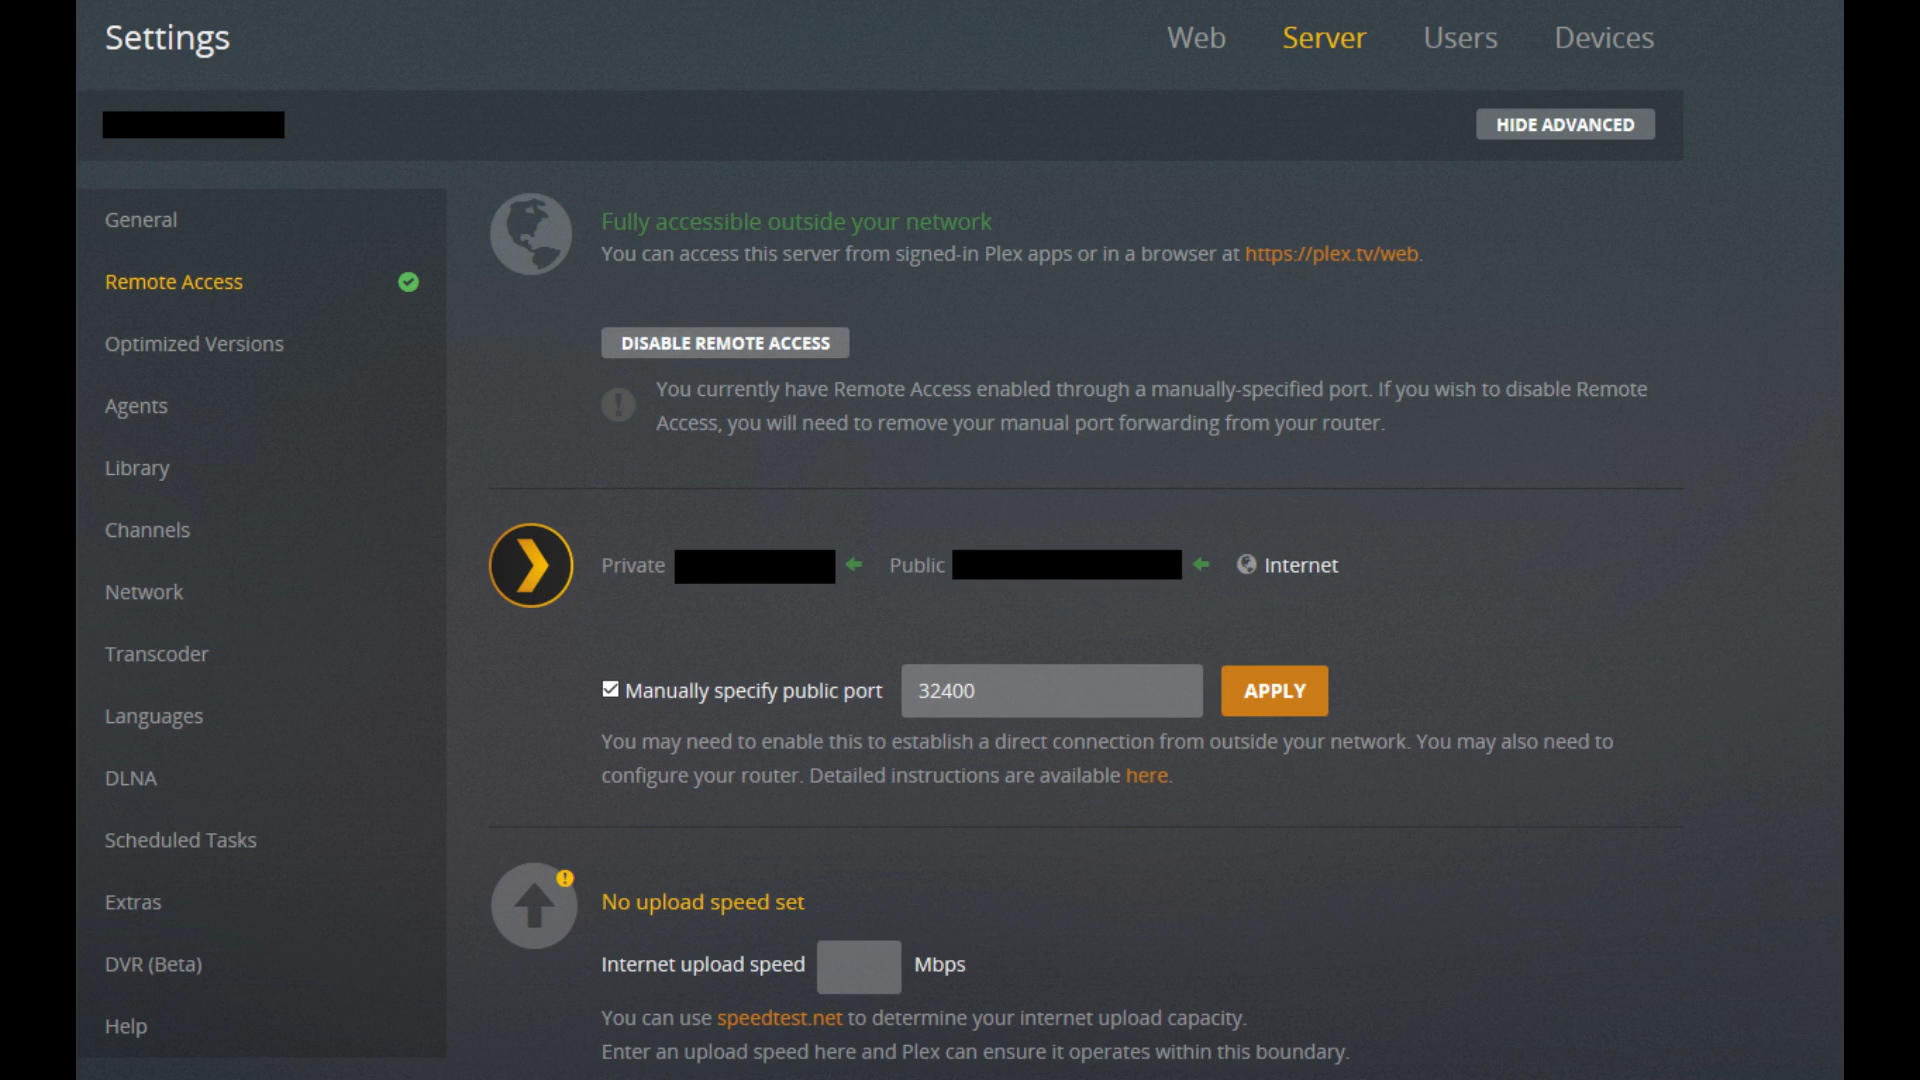 Settings
Web
Server
Users
Devices
HIDE ADVANCED
General
Remote Access
Optimized Versions
Agents
Library
Channels
Network
Transcoder
Languages
DLNA
Scheduled Tasks
Extras
DVR (Beta)
Help
Fully accessible outside your network
You can access this server from signed-in Plex apps or in a browser at https://plex.tv/web.
DISABLE REMOTE ACCESS
You currently have Remote Access enabled through a manually-specified port. If you wish to disable Remote
Access, you will need to remove your manual port forwarding from your router.
Private
Public
Internet
Manually specify public port
32400
APPLY
You may need to enable this to establish a direct connection from outside your network. You may also need to
configure your router. Detailed instructions are available here.
No upload speed set
Internet upload speed
Mbps
You can use speedtest.net to determine your internet upload capacity.
Enter an upload speed here and Plex can ensure it operates within this boundary.